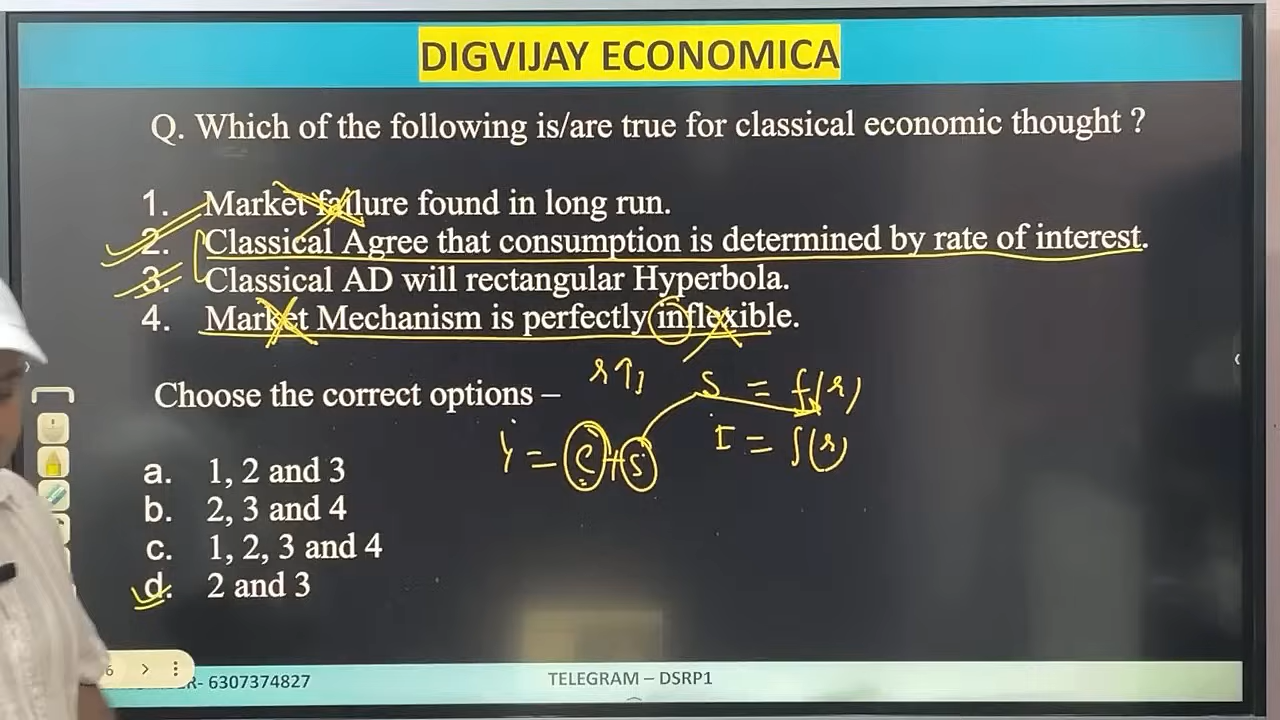 DIGVIJAY ECONOMICA
Q. Which of the following is/are true for classical economic thought ?
1. Market failure found in long run.
2. Classical Agree that consumption is determined by rate of interest.
3. Classical AD will rectangular Hyperbola.
4. Market Mechanism is perfectly inflexible.
Choose the correct options –
r↑,
S = f(r)
Y = C+S
I = f(r)
a. 1, 2 and 3
b. 2, 3 and 4
c. 1, 2, 3 and 4
d. 2 and 3
R- 6307374827
TELEGRAM – DSRP1